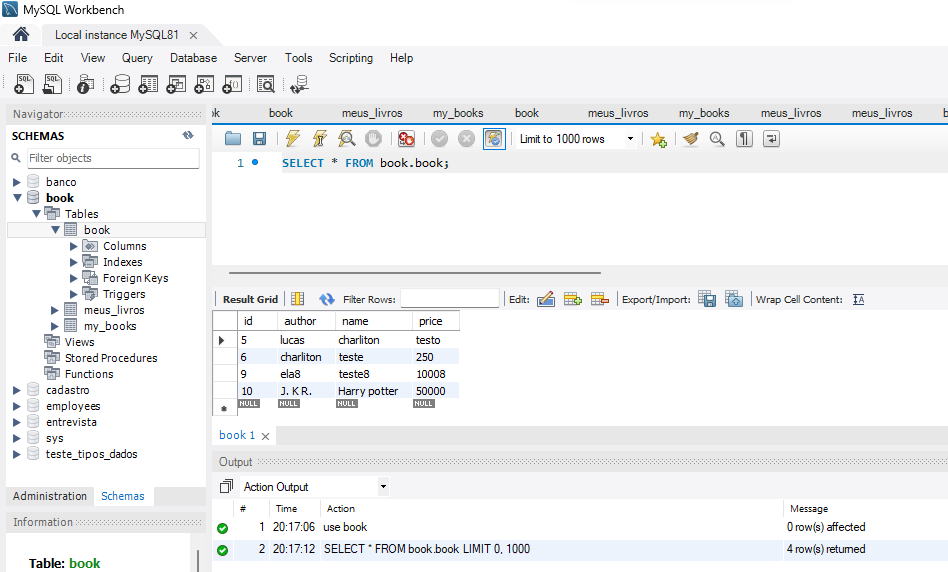 MySQL Workbench
Local instance MySQL81
File Edit View Query Database Server Tools Scripting Help
Navigator
SCHEMAS
Filter objects
banco
book
Tables
book
Columns
Indexes
Foreign Keys
Triggers
meus_livros
my_books
Views
Stored Procedures
Functions
cadastro
employees
entrevista
sys
teste_tipos_dados
Administration Schemas
Information
Table: book
ok book meus_livros my_books book meus_livros my_books meus_livros meus_livros
Limit to 1000 rows
1 SELECT * FROM book.book;
Result Grid Filter Rows: Edit: Export/Import: Wrap Cell Content:
id author name price
5 lucas charliton testo
6 charliton teste 250
9 ela8 teste8 10008
10 J. K R. Harry potter 50000
NULL NULL NULL NULL
book 1
Output
Action Output
# Time Action Message
1 20:17:06 use book 0 row(s) affected
2 20:17:12 SELECT * FROM book.book LIMIT 0, 1000 4 row(s) returned